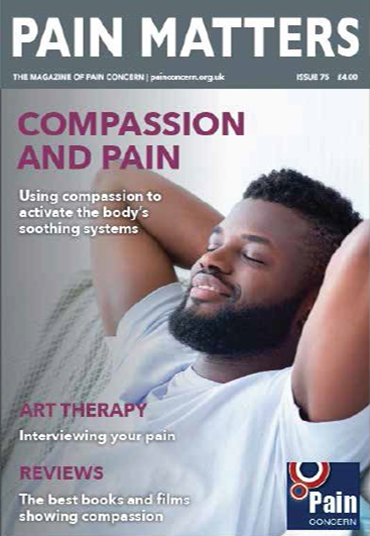 PAIN MATTERS
THE MAGAZINE OF PAIN CONCERN | painconcern.org.uk ISSUE 75 £4.00
COMPASSION
AND PAIN
Using compassion to
activate the body's
soothing systems
ART THERAPY
Interviewing your pain
REVIEWS
The best books and films
showing compassion
Pain
CONCERN